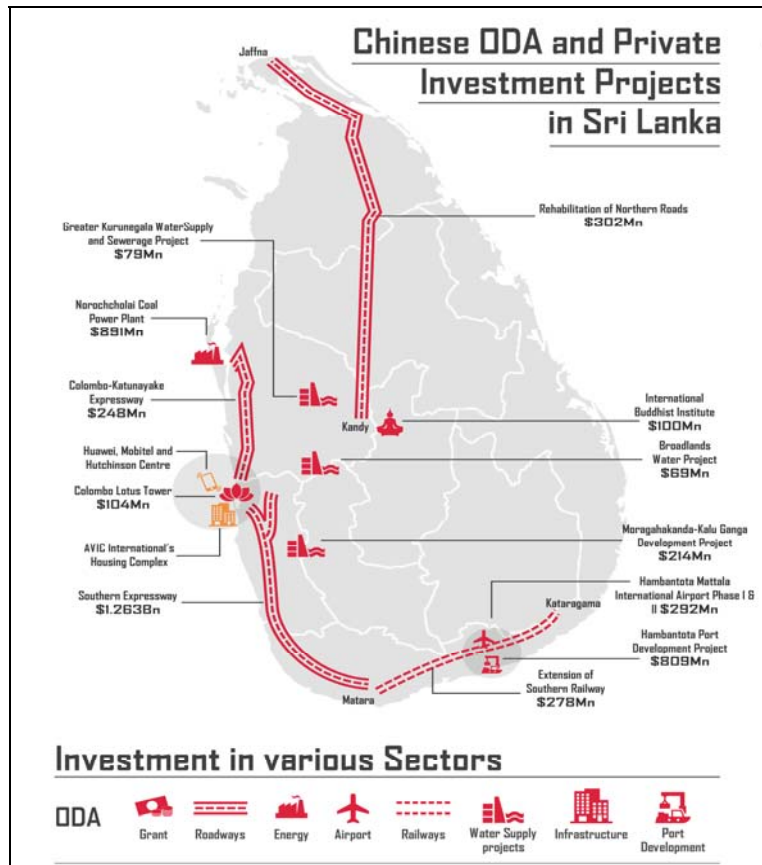 Chinese ODA and Private
Investment Projects
in Sri Lanka
Jaffna
Rehabilitation of Northern Roads
$302Mn
Greater Kurunegala WaterSupply
and Sewerage Project
$79Mn
Norochcholai Coal
Power Plant
$891Mn
Colombo-Katunayake
Expressway
$248Mn
Kandy
International
Buddhist Institute
$100Mn
Broadlands
Water Project
$69Mn
Huawei, Mobitel and
Hutchinson Centre
Colombo Lotus Tower
$104Mn
AVIC International's
Housing Complex
Moragahakanda-Kalu Ganga
Development Project
$214Mn
Southern Expressway
$1.263Bn
Kataragama
Hambantota Mattala
International Airport Phase I &
II $292Mn
Hambantota Port
Development Project
$809Mn
Matara
Extension of
Southern Railway
$278Mn
Investment in various Sectors
ODA
Grant
Roadways
Energy
Airport
Railways
Water Supply
projects
Infrastructure
Port
Development